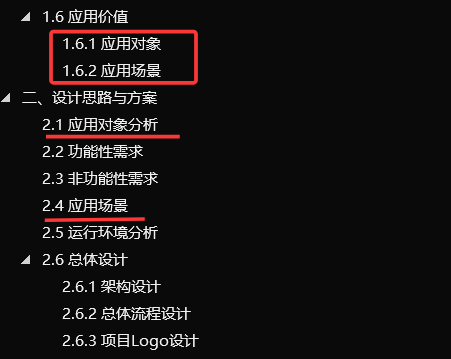 1.6 应用价值
1.6.1 应用对象
1.6.2 应用场景
二、设计思路与方案
2.1 应用对象分析
2.2 功能性需求
2.3 非功能性需求
2.4 应用场景
2.5 运行环境分析
2.6 总体设计
2.6.1 架构设计
2.6.2 总体流程设计
2.6.3 项目Logo设计